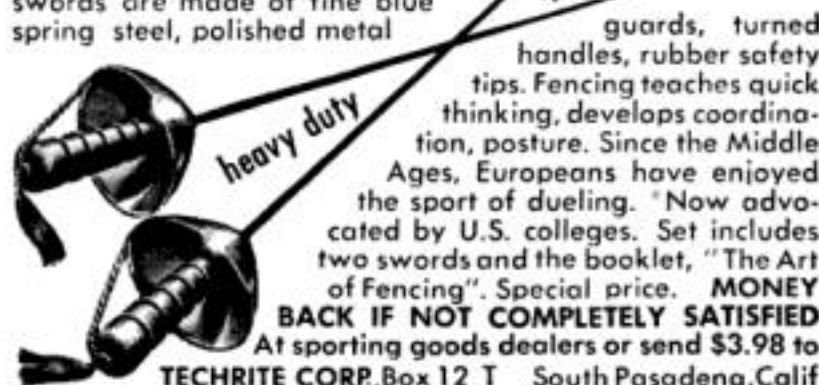 swords are made of fine blue
spring steel, polished metal
guards, turned
handles, rubber safety
tips. Fencing teaches quick
thinking, develops coordina-
tion, posture. Since the Middle
Ages, Europeans have enjoyed
the sport of dueling. Now advo-
cated by U.S. colleges. Set includes
two swords and the booklet, "The Art
of Fencing". Special price. MONEY
BACK IF NOT COMPLETELY SATISFIED
At sporting goods dealers or send $3.98 to
TECHRITE CORP. Box 12 T South Pasadena, Calif
heavy duty